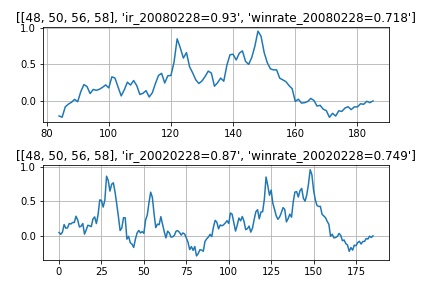 [[48, 50, 56, 58], 'ir_20080228=0.93', 'winrate_20080228=0.718']
1.0
0.5
0.0
80 100 120 140 160 180
[[48, 50, 56, 58], 'ir_20020228=0.87', 'winrate_20020228=0.749']
1.0
0.5
0.0
0 25 50 75 100 125 150 175